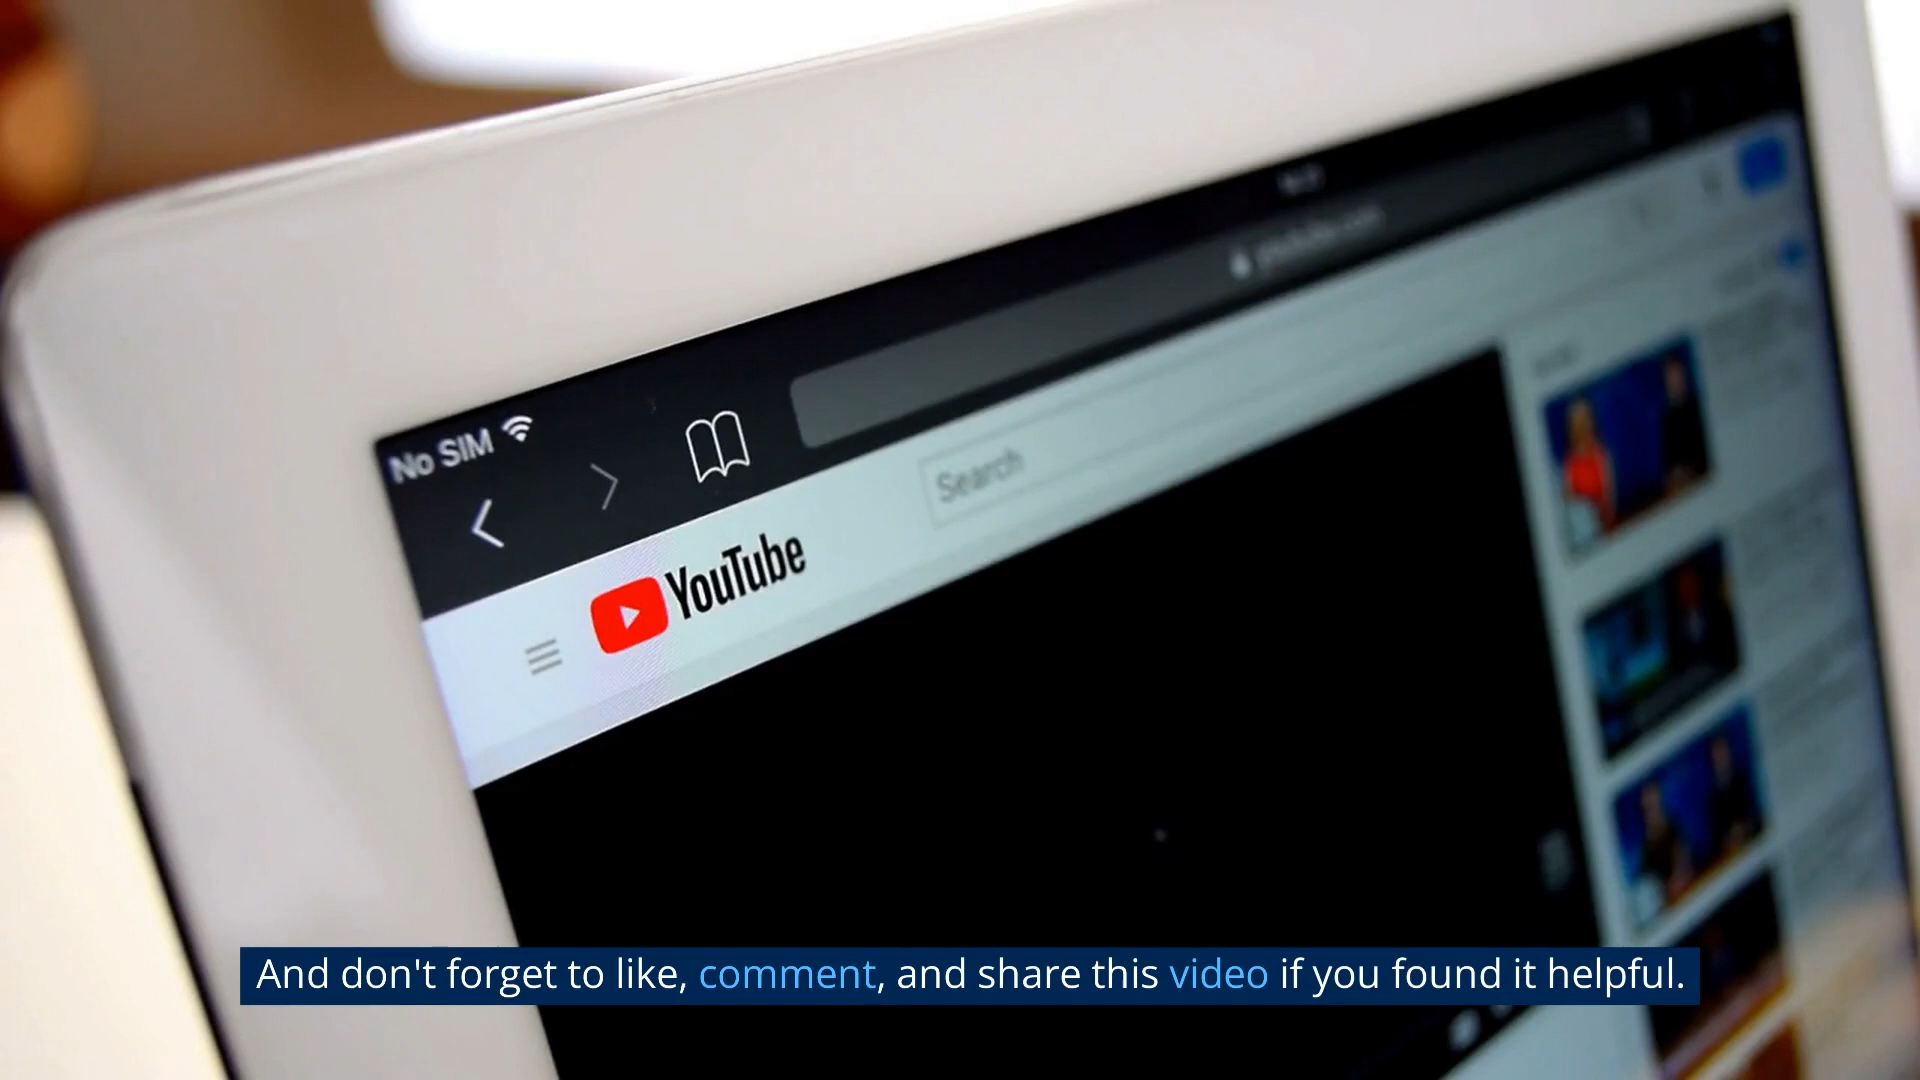 No SIM
Search
YouTube
And don't forget to like, comment, and share this video if you found it helpful.